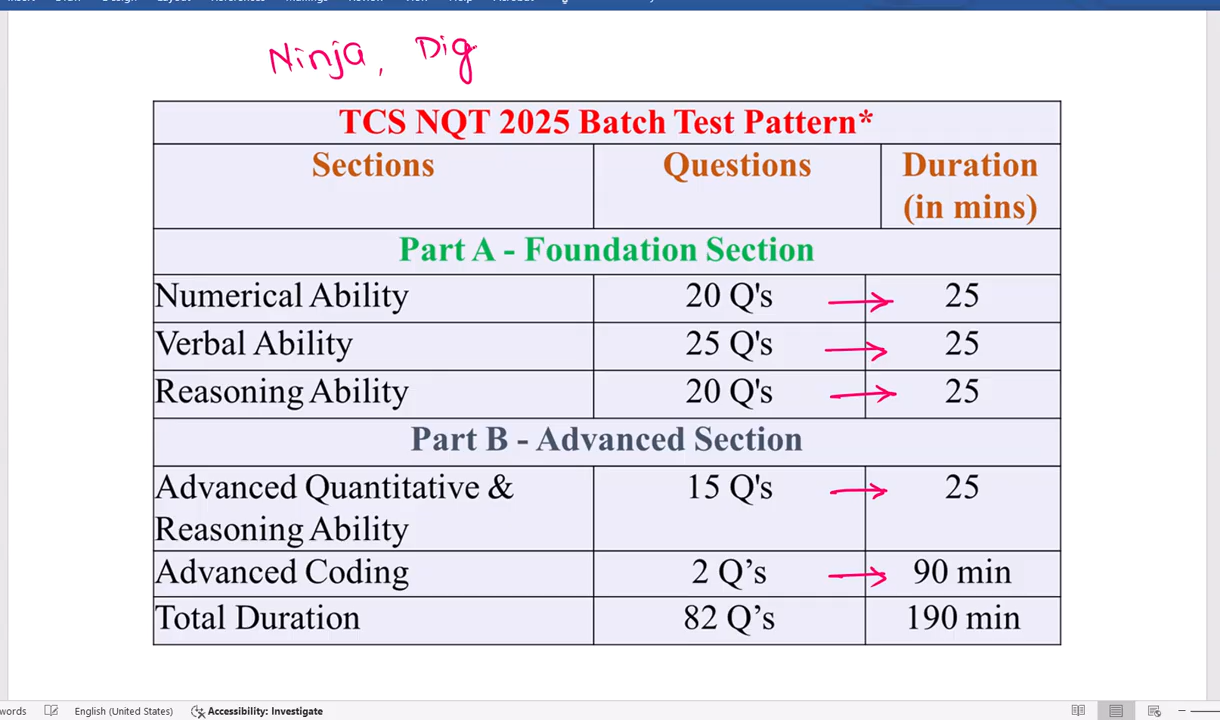 Ninja, Dig
TCS NQT 2025 Batch Test Pattern*
Sections Questions Duration
(in mins)
Part A - Foundation Section
Numerical Ability 20 Q's → 25
Verbal Ability 25 Q's → 25
Reasoning Ability 20 Q's → 25
Part B - Advanced Section
Advanced Quantitative & 15 Q's → 25
Reasoning Ability
Advanced Coding 2 Q’s → 90 min
Total Duration 82 Q’s 190 min
English (United States) Accessibility: Investigate